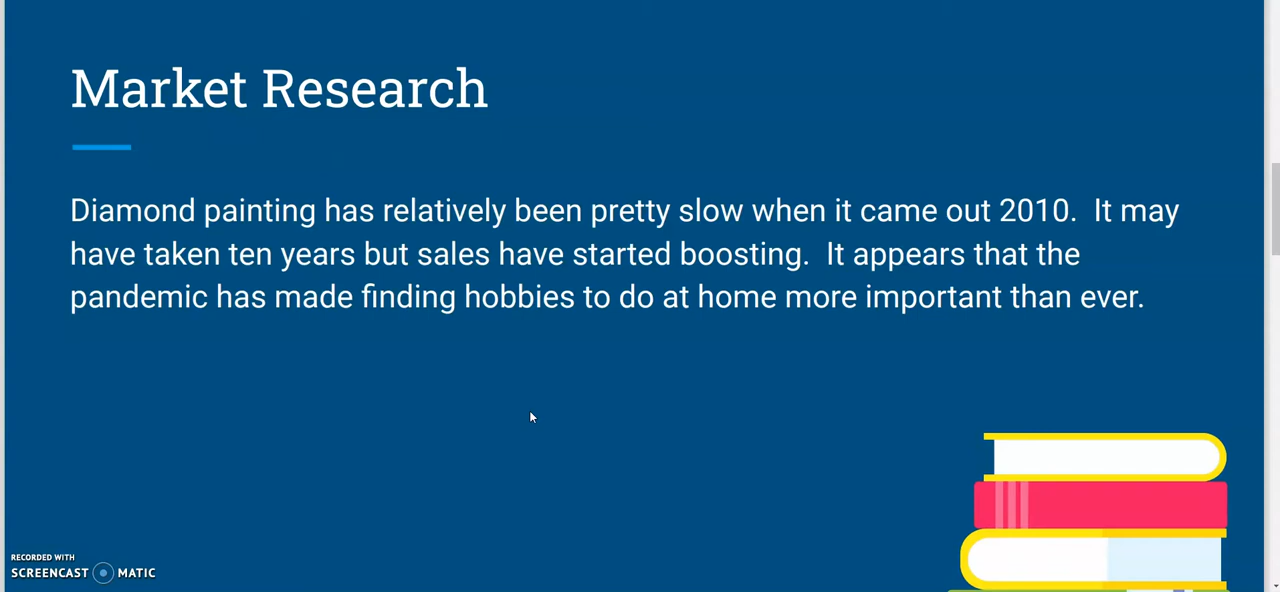 Market Research
Diamond painting has relatively been pretty slow when it came out 2010.  It may
have taken ten years but sales have started boosting.  It appears that the
pandemic has made finding hobbies to do at home more important than ever.
RECORDED WITH
SCREENCAST MATIC